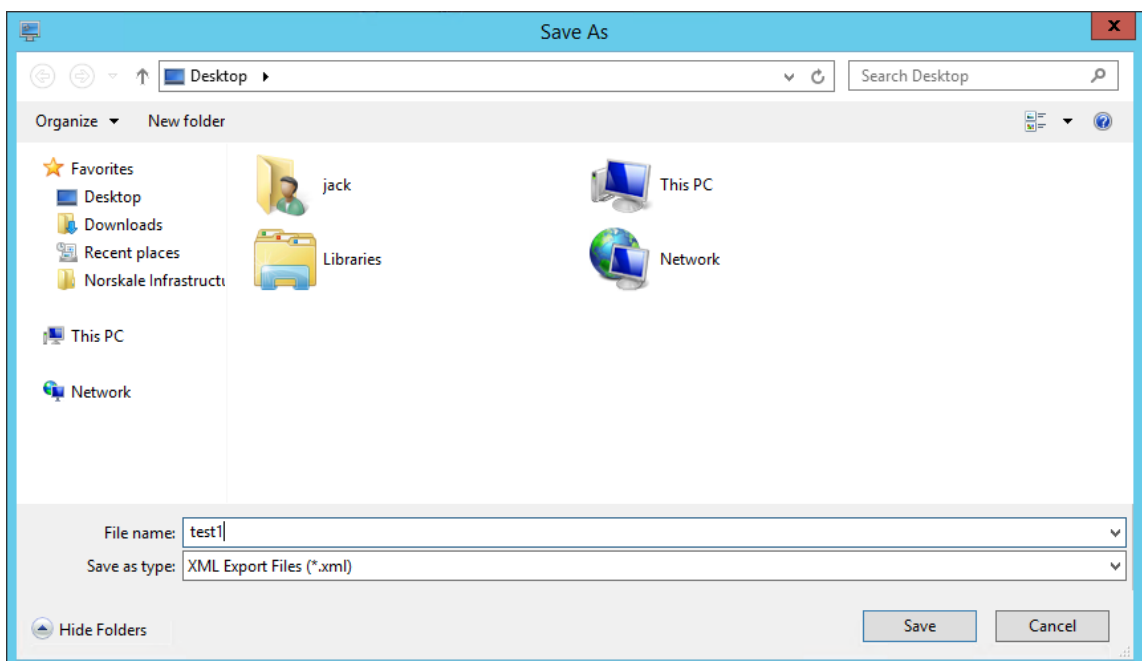 Save As
Desktop
Search Desktop
Organize
New folder
Favorites
Desktop
Downloads
Recent places
Norskale Infrastructu
This PC
Network
jack
This PC
Libraries
Network
File name: test1
Save as type: XML Export Files (*.xml)
Hide Folders
Save
Cancel